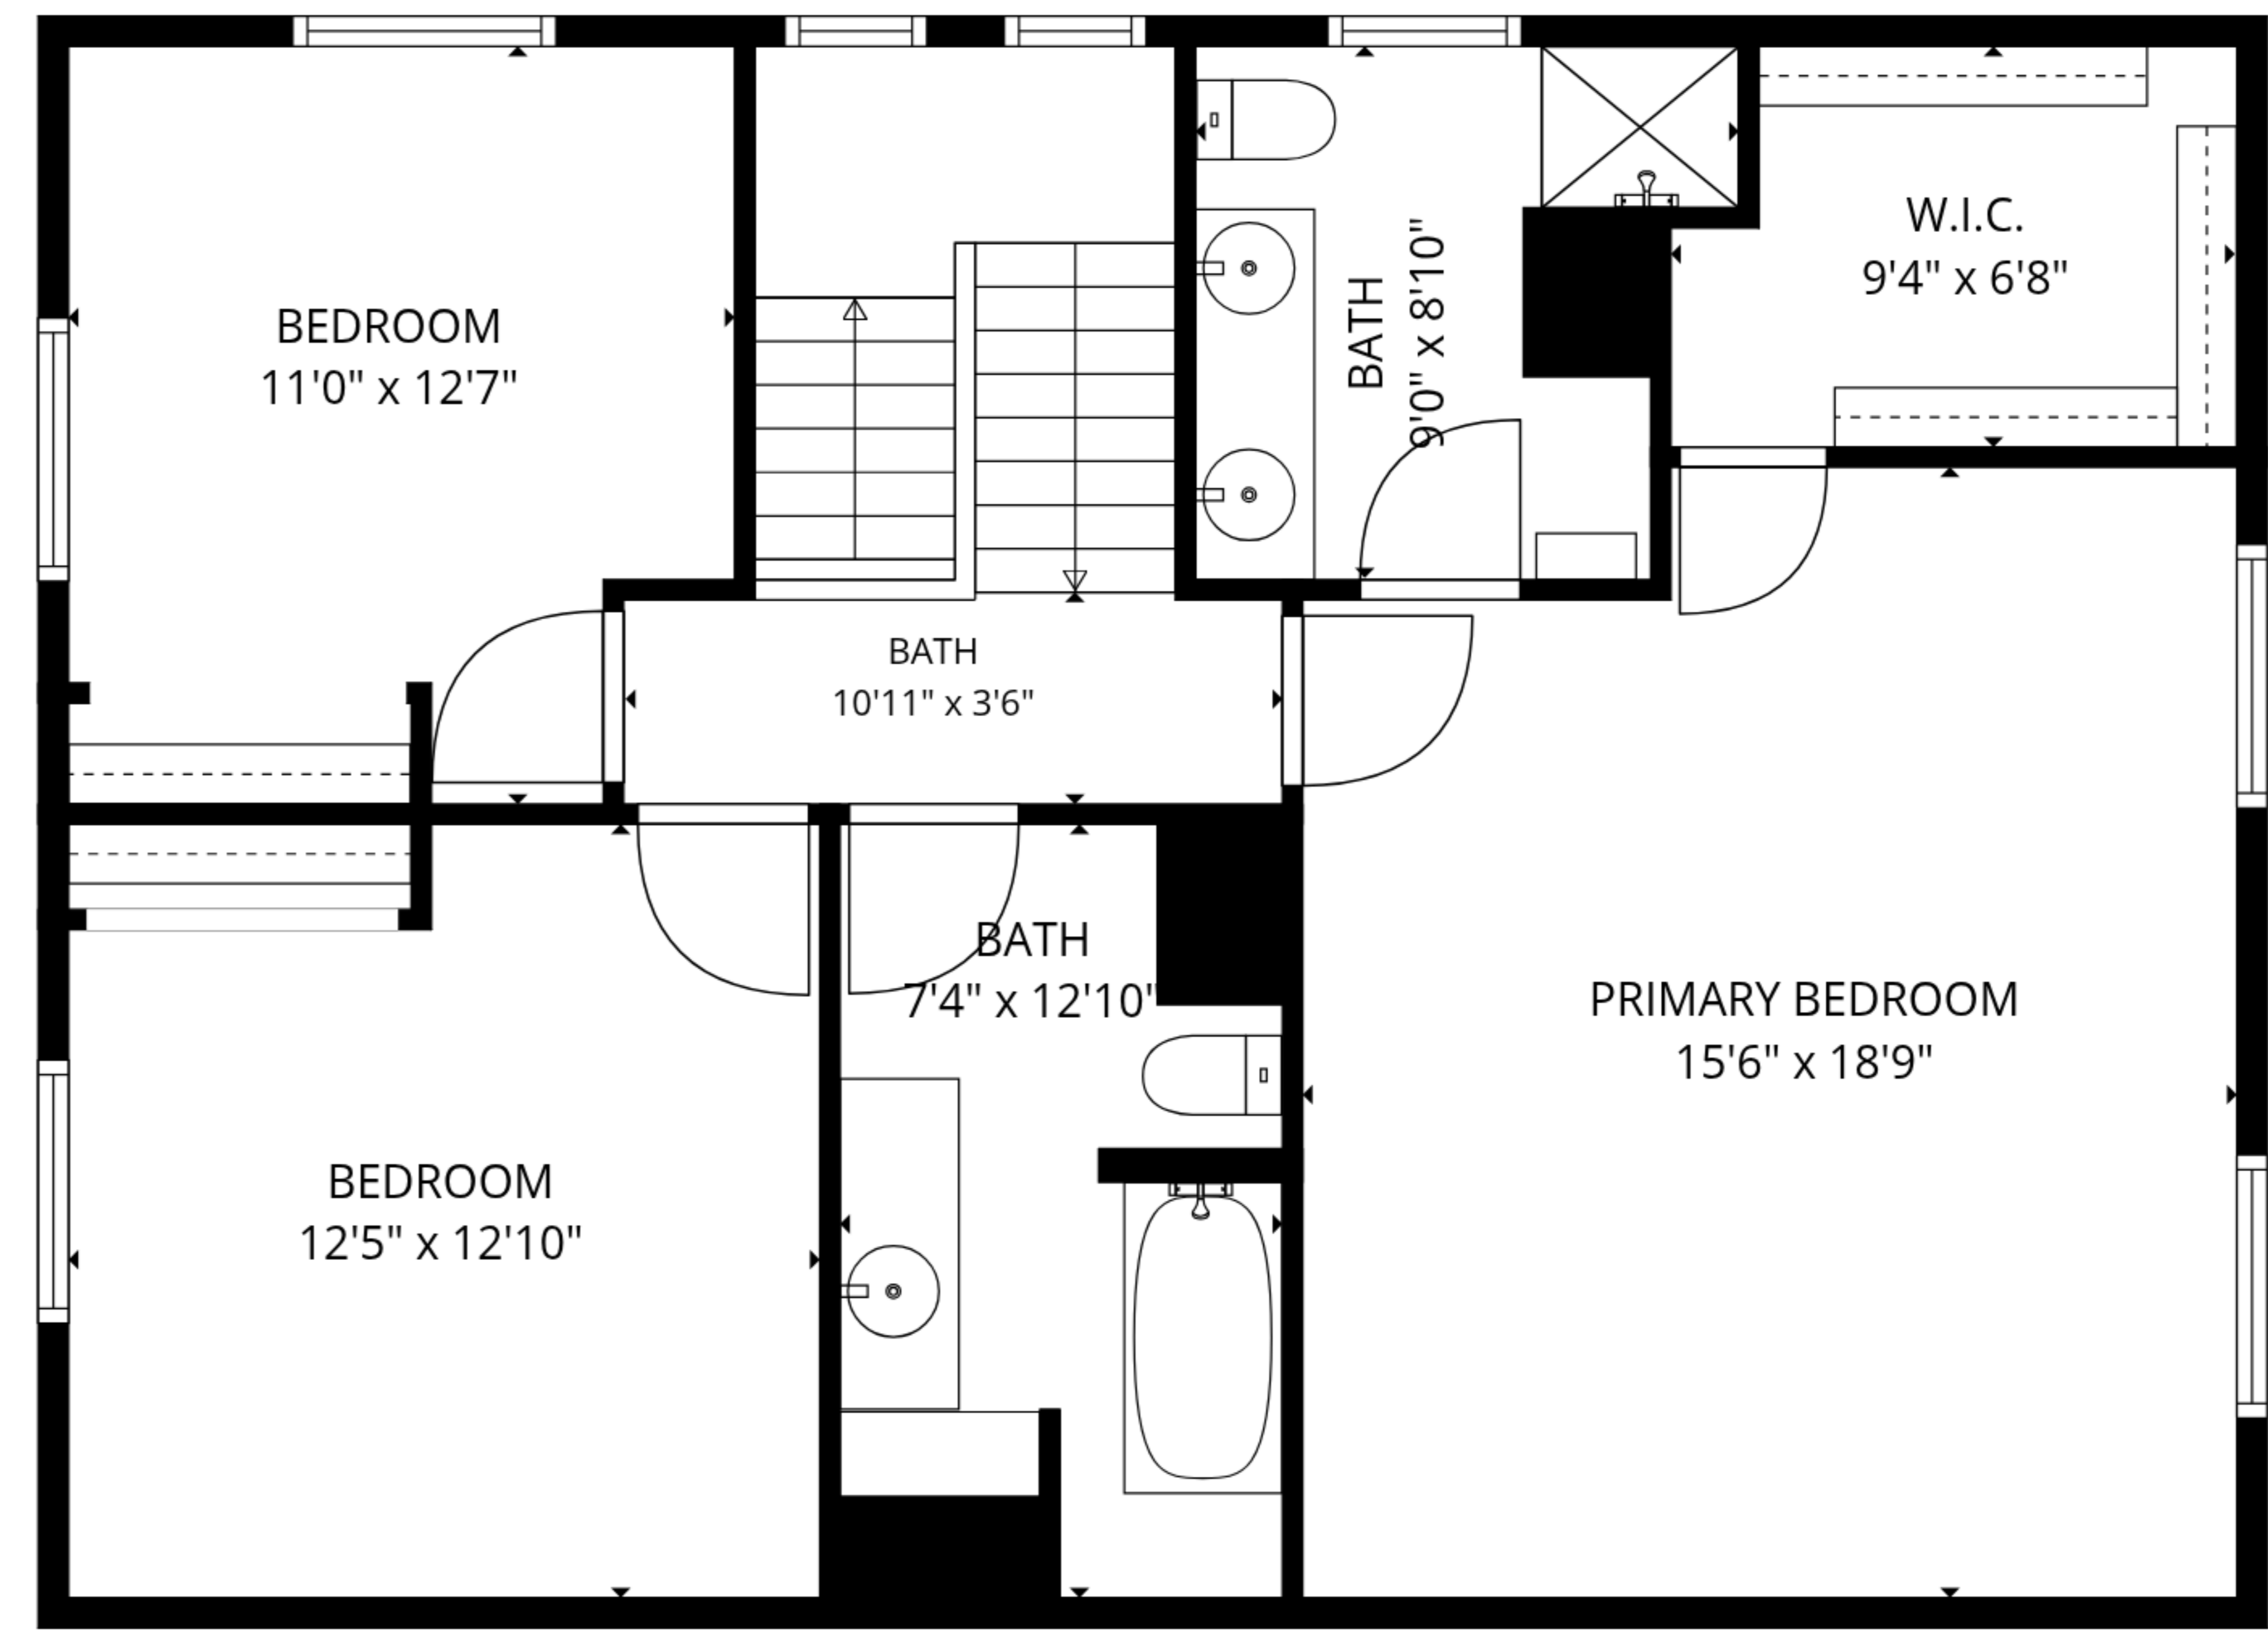 BEDROOM
11'0" x 12'7"
BATH
9'0" x 8'10"
W.I.C.
9'4" x 6'8"
BATH
10'11" x 3'6"
BATH
7'4" x 12'10"
PRIMARY BEDROOM
15'6" x 18'9"
BEDROOM
12'5" x 12'10"